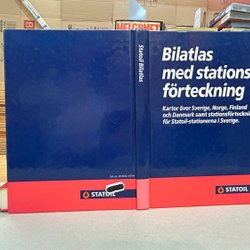 HELGSNET
Statoil Bilatlas
Bilatlas
med stations
förteckning
Kartor över Sverige, Norge, Finland
och Danmark samt stationsförteckni
för Statoil-stationerna i Sverige.
STATOIL
STATOIL